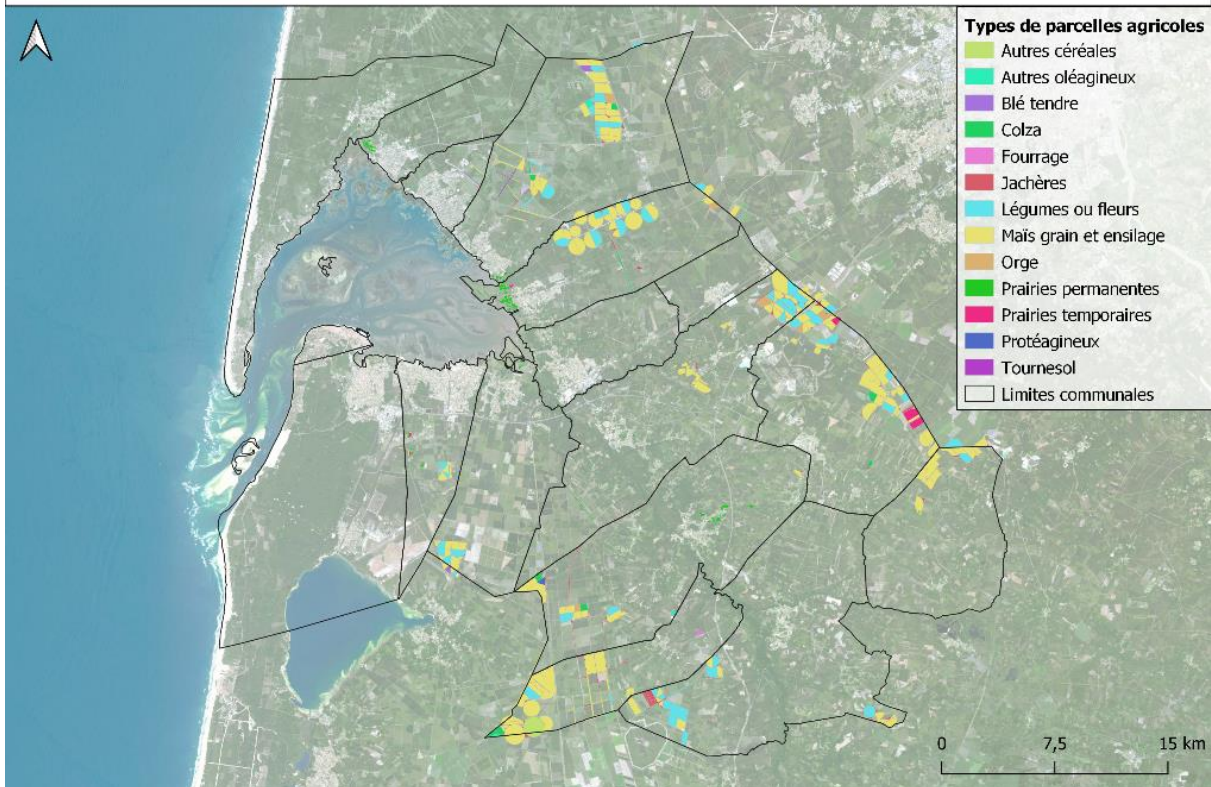 Types de parcelles agricoles
Autres céréales
Autres oléagineux
Blé tendre
Colza
Fourrage
Jachères
Légumes ou fleurs
Maïs grain et ensilage
Orge
Prairies permanentes
Prairies temporaires
Protéagineux
Tournesol
Limites communales
0 7,5 15 km